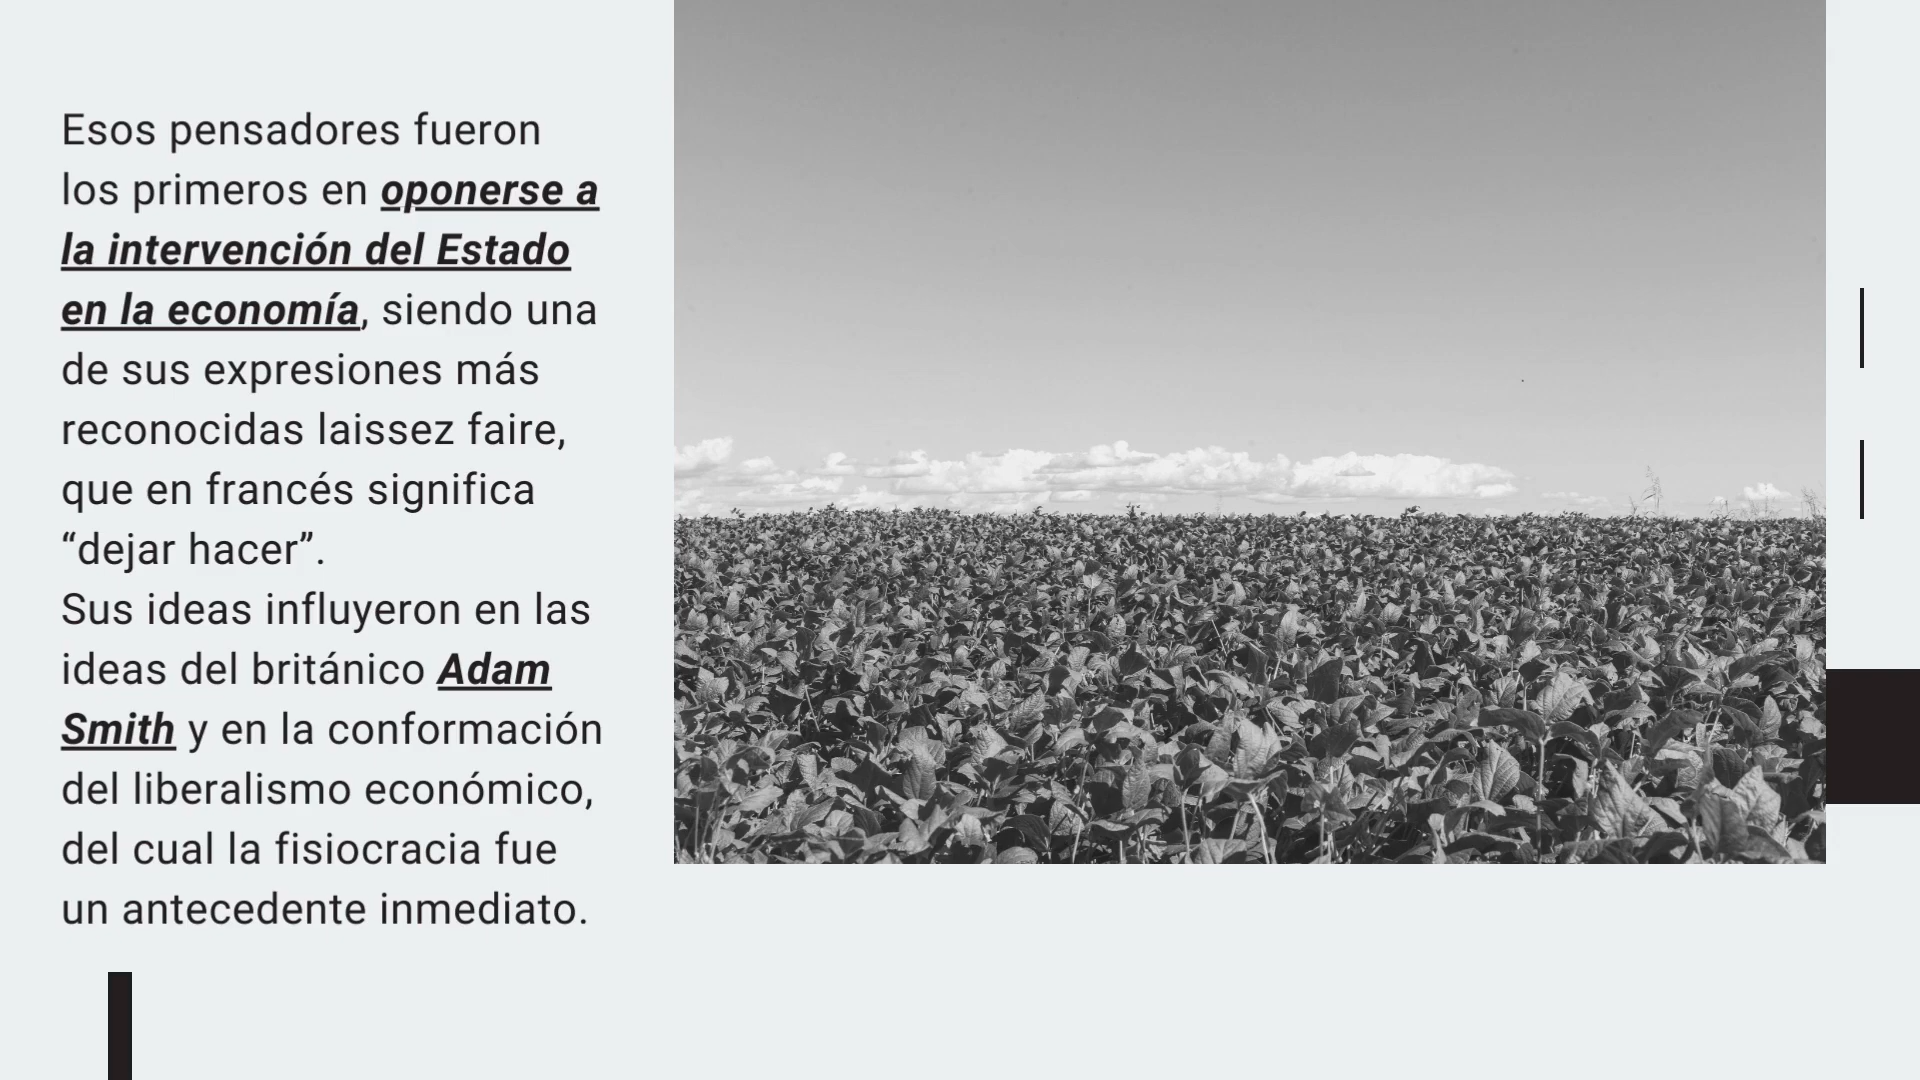 Esos pensadores fueron
los primeros en oponerse a
la intervención del Estado
en la economía, siendo una
de sus expresiones más
reconocidas laissez faire,
que en francés significa
“dejar hacer”.
Sus ideas influyeron en las
ideas del británico Adam
Smith y en la conformación
del liberalismo económico,
del cual la fisiocracia fue
un antecedente inmediato.